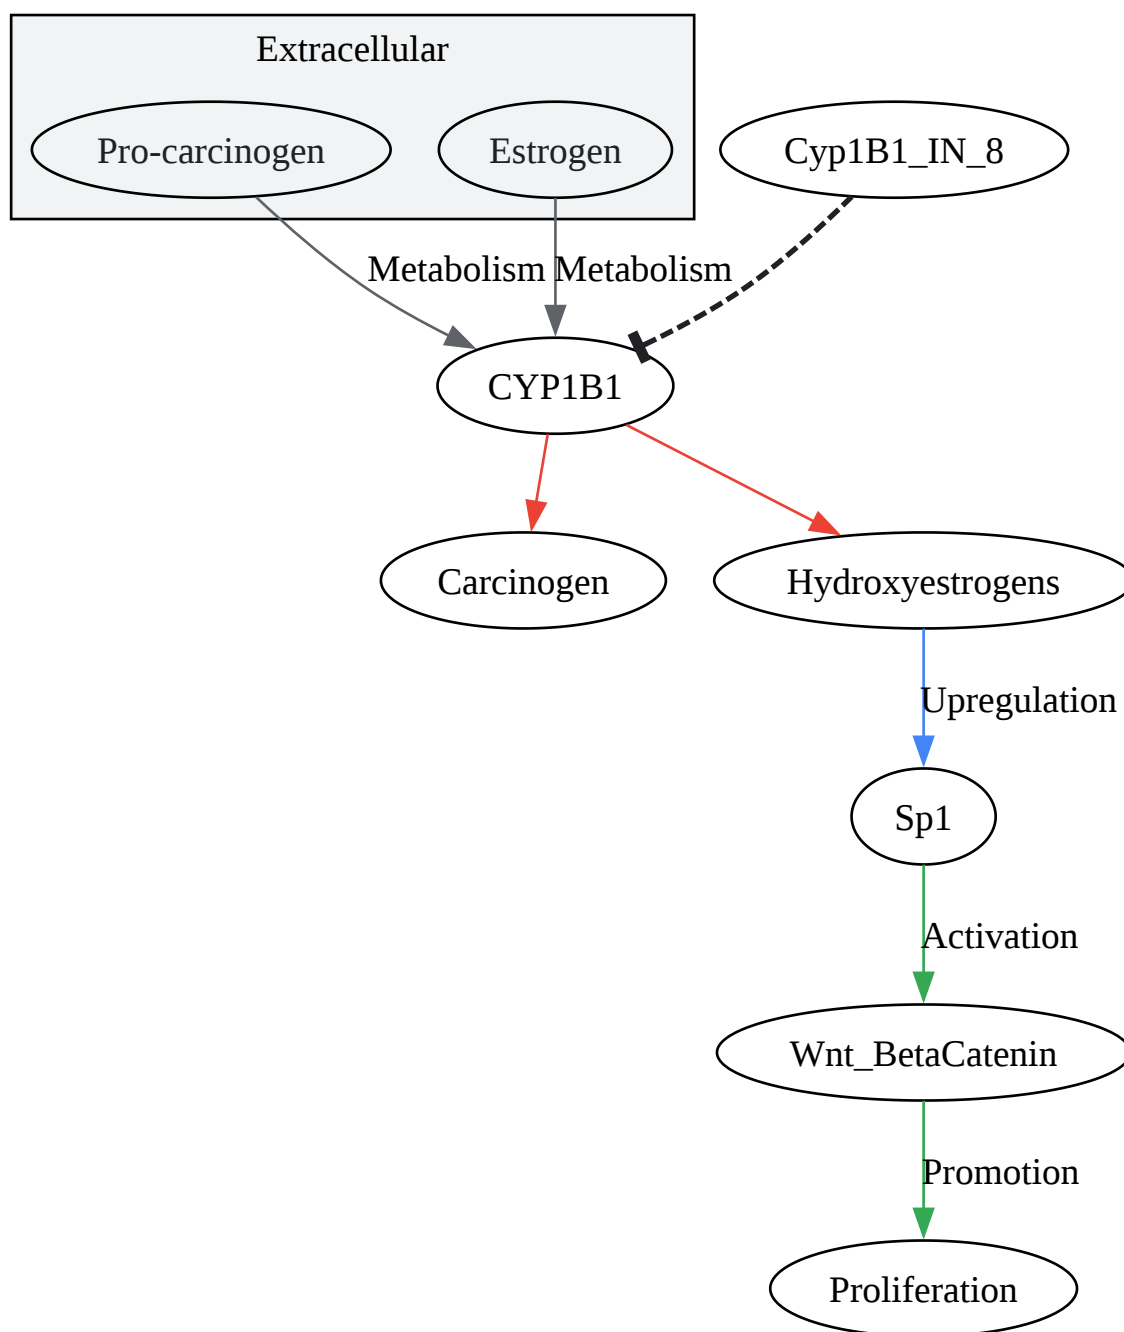 Extracellular
Pro-carcinogen
Estrogen
Cyp1B1_IN_8
Metabolism
Metabolism
CYP1B1
Carcinogen
Hydroxyestrogens
Upregulation
Sp1
Activation
Wnt_BetaCatenin
Promotion
Proliferation